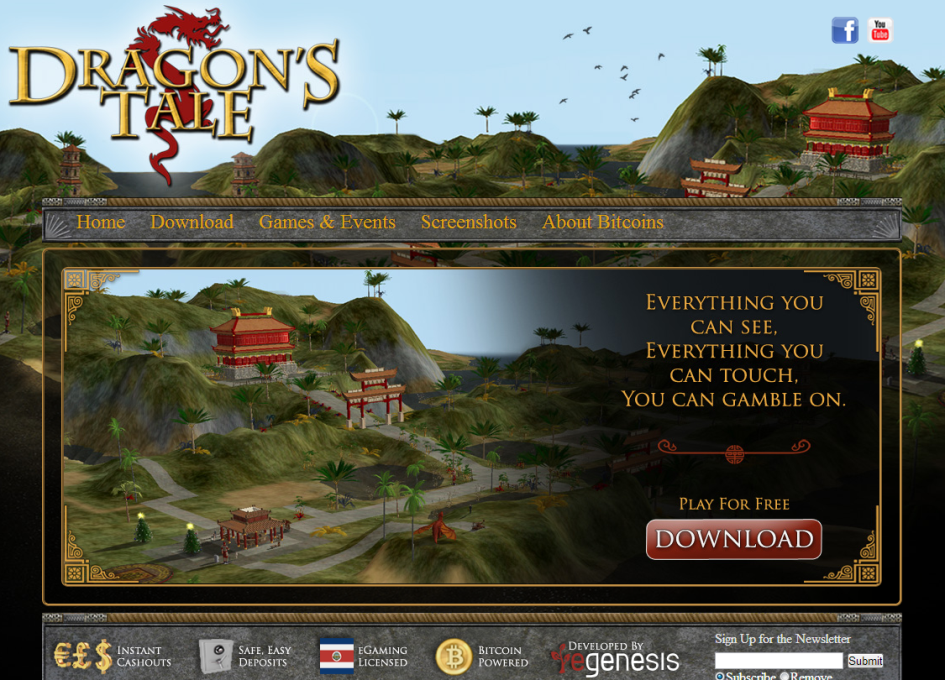 DRAGON'S
TALE
f
You
Tube
Home Download Games & Events Screenshots About Bitcoins
EVERYTHING YOU
CAN SEE,
EVERYTHING YOU
CAN TOUCH,
YOU CAN GAMBLE ON.
PLAY FOR FREE
DOWNLOAD
€£$ INSTANT
CASHOUTS
SAFE, EASY
DEPOSITS
EGAMING
LICENSED
BITCOIN
POWERED
DEVELOPED BY
eGenesis
Sign Up for the Newsletter
Submit
Subscribe Remove